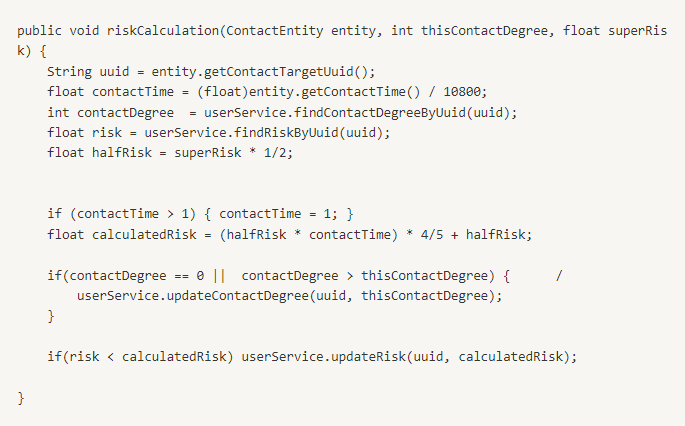 public void riskCalculation(ContactEntity entity, int thisContactDegree, float superRis
k) {
    String uuid = entity.getContactTargetUuid();
    float contactTime = (float)entity.getContactTime() / 10800;
    int contactDegree  = userService.findContactDegreeByUuid(uuid);
    float risk = userService.findRiskByUuid(uuid);
    float halfRisk = superRisk * 1/2;
    if (contactTime > 1) { contactTime = 1; }
    float calculatedRisk = (halfRisk * contactTime) * 4/5 + halfRisk;
    if(contactDegree == 0 ||  contactDegree > thisContactDegree) {      /
        userService.updateContactDegree(uuid, thisContactDegree);
    }
    if(risk < calculatedRisk) userService.updateRisk(uuid, calculatedRisk);
}